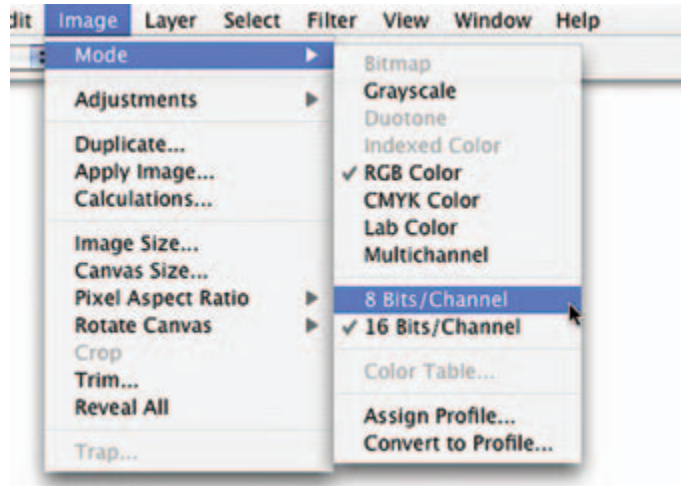 dit Image Layer Select Filter View Window Help
Mode
Adjustments
Duplicate...
Apply Image...
Calculations...
Image Size...
Canvas Size...
Pixel Aspect Ratio
Rotate Canvas
Crop
Trim...
Reveal All
Trap...
Bitmap
Grayscale
Duotone
Indexed Color
✓ RGB Color
CMYK Color
Lab Color
Multichannel
8 Bits/Channel
✓ 16 Bits/Channel
Color Table...
Assign Profile...
Convert to Profile...